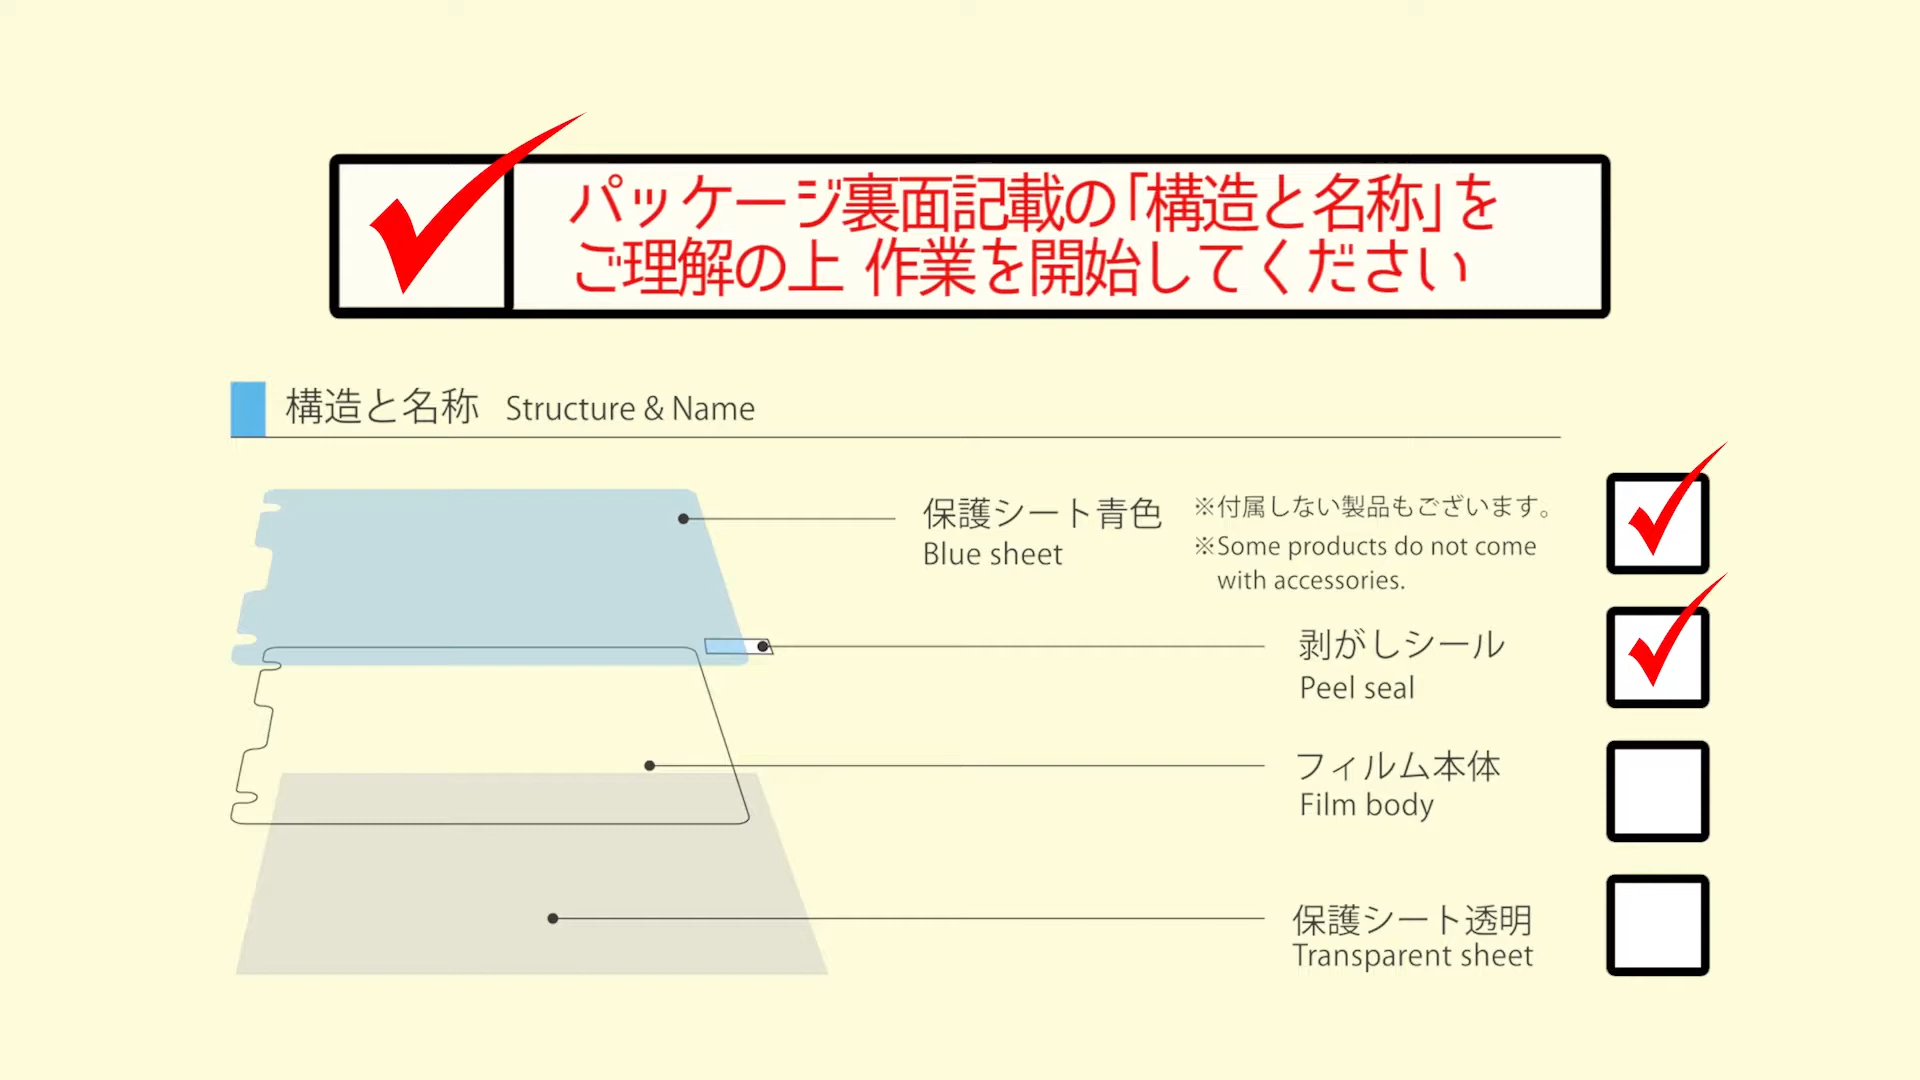 パッケージ裏面記載の「構造と名称」を
ご理解の上 作業を開始してください
構造と名称 Structure & Name
保護シート青色
Blue sheet
※付属しない製品もございます。
※Some products do not come
with accessories.
剥がしシール
Peel seal
フィルム本体
Film body
保護シート透明
Transparent sheet